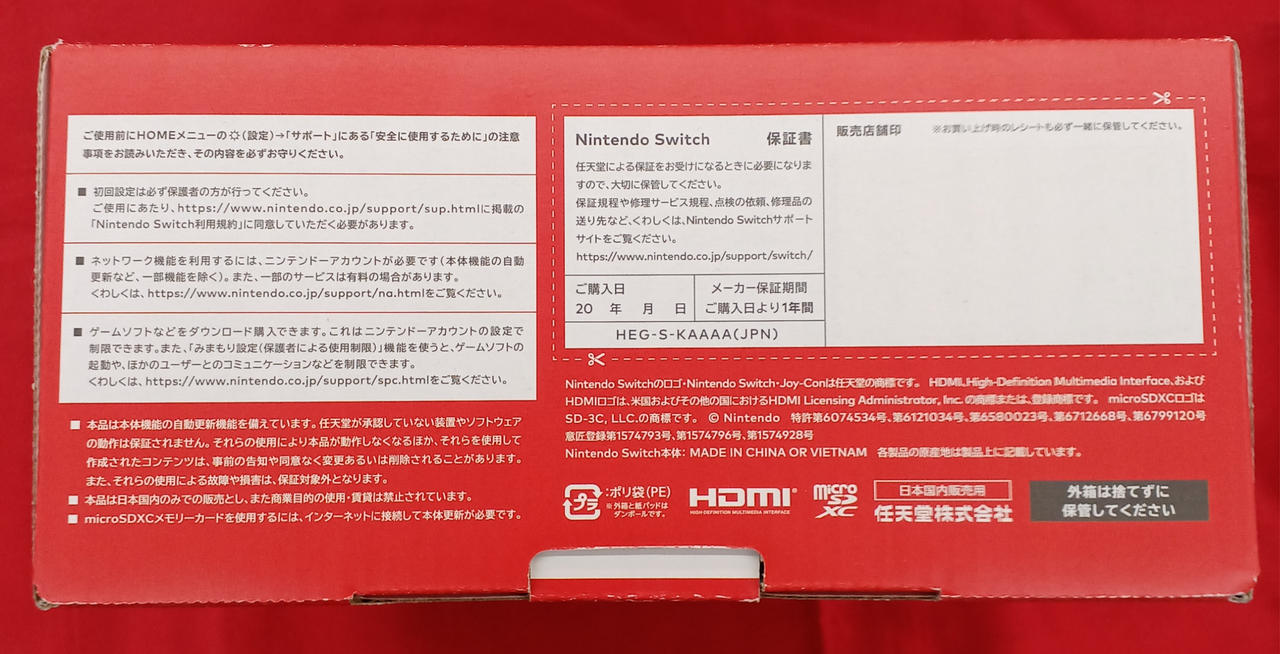 ご使用前にHOMEメニューの(設定)→「サポート」にある「安全に使用するために」の注意
事項をお読みいただき、その内容を必ずお守りください。
■ 初回設定は必ず保護者の方が行ってください。
ご使用にあたり、https://www.nintendo.co.jp/support/sup.htmlに掲載の
「Nintendo Switch利用規約」に同意していただく必要があります。
■ ネットワーク機能を利用するには、ニンテンドーアカウントが必要です(本体機能の自動
更新など、一部機能を除く)。また、一部のサービスは有料の場合があります。
くわしくは、https://www.nintendo.co.jp/support/na.htmlをご覧ください。
■ ゲームソフトなどをダウンロード購入できます。これはニンテンドーアカウントの設定で
制限できます。また、「みまもり設定(保護者による使用制限)」機能を使うと、ゲームソフトの
起動や、ほかのユーザーとのコミュニケーションなどを制限できます。
くわしくは、https://www.nintendo.co.jp/support/spc.htmlをご覧ください。
■ 本品は本体機能の自動更新機能を備えています。任天堂が承認していない装置やソフトウェア
の動作は保証されません。それらの使用により本品が動作しなくなるほか、それらを使用して
作成されたコンテンツは、事前の告知や同意なく変更あるいは削除されることがあります。
また、それらの使用による故障や損害は、保証対象外となります。
■ 本品は日本国内のみでの販売とし、また商業目的の使用・賃貸は禁止されています。
■ microSDXCメモリーカードを使用するには、インターネットに接続して本体更新が必要です。
Nintendo Switch 保証書
任天堂による保証をお受けになるときに必要になりま
すので、大切に保管してください。
保証規程や修理サービス規程、点検の依頼、修理品の
送り先など、くわしくは、Nintendo Switchサポート
サイトをご覧ください。
https://www.nintendo.co.jp/support/switch/
ご購入日
20 年 月 日
メーカー保証期間
ご購入日より1年間
HEG-S-KAAAA(JPN)
販売店舗印 ※お買い上げ時のレシートも必ず一緒に保管してください。
Nintendo Switchのロゴ・Nintendo Switch・Joy-Conは任天堂の商標です。 HDMI、High-Definition Multimedia Interface、および
HDMIロゴは、米国およびその他の国におけるHDMI Licensing Administrator, Inc. の商標または、登録商標です。 microSDXCロゴは
SD-3C, LLC.の商標です。 © Nintendo 特許第6074534号、第6121034号、第6580023号、第6712668号、第6799120号
意匠登録第1574793号、第1574796号、第1574928号
Nintendo Switch本体: MADE IN CHINA OR VIETNAM 各製品の原産地は製品上に記載しています。
プラ :ポリ袋(PE)
※外箱と紙パッドは
ダンボールです。
HDMI®
HIGH-DEFINITION MULTIMEDIA INTERFACE
micro
SD
XC
日本国内販売用
任天堂株式会社
外箱は捨てずに
保管してください